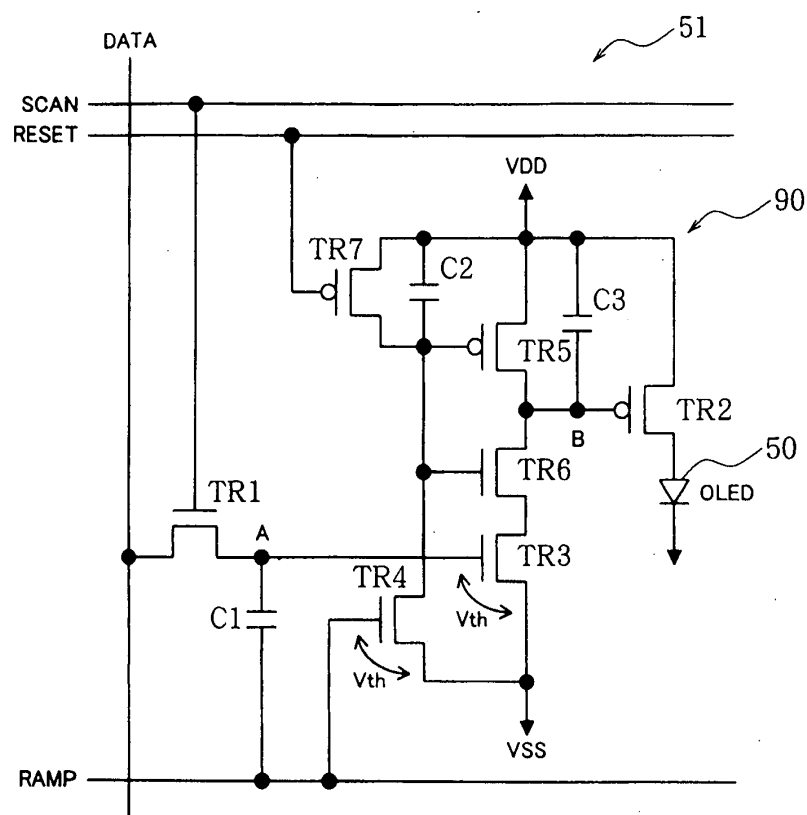 DATA
51
SCAN
RESET
VDD
90
TR7
C2
C3
TR5
TR2
B
TR6
50
OLED
TR1
A
TR3
TR4
C1
Vth
Vth
VSS
RAMP